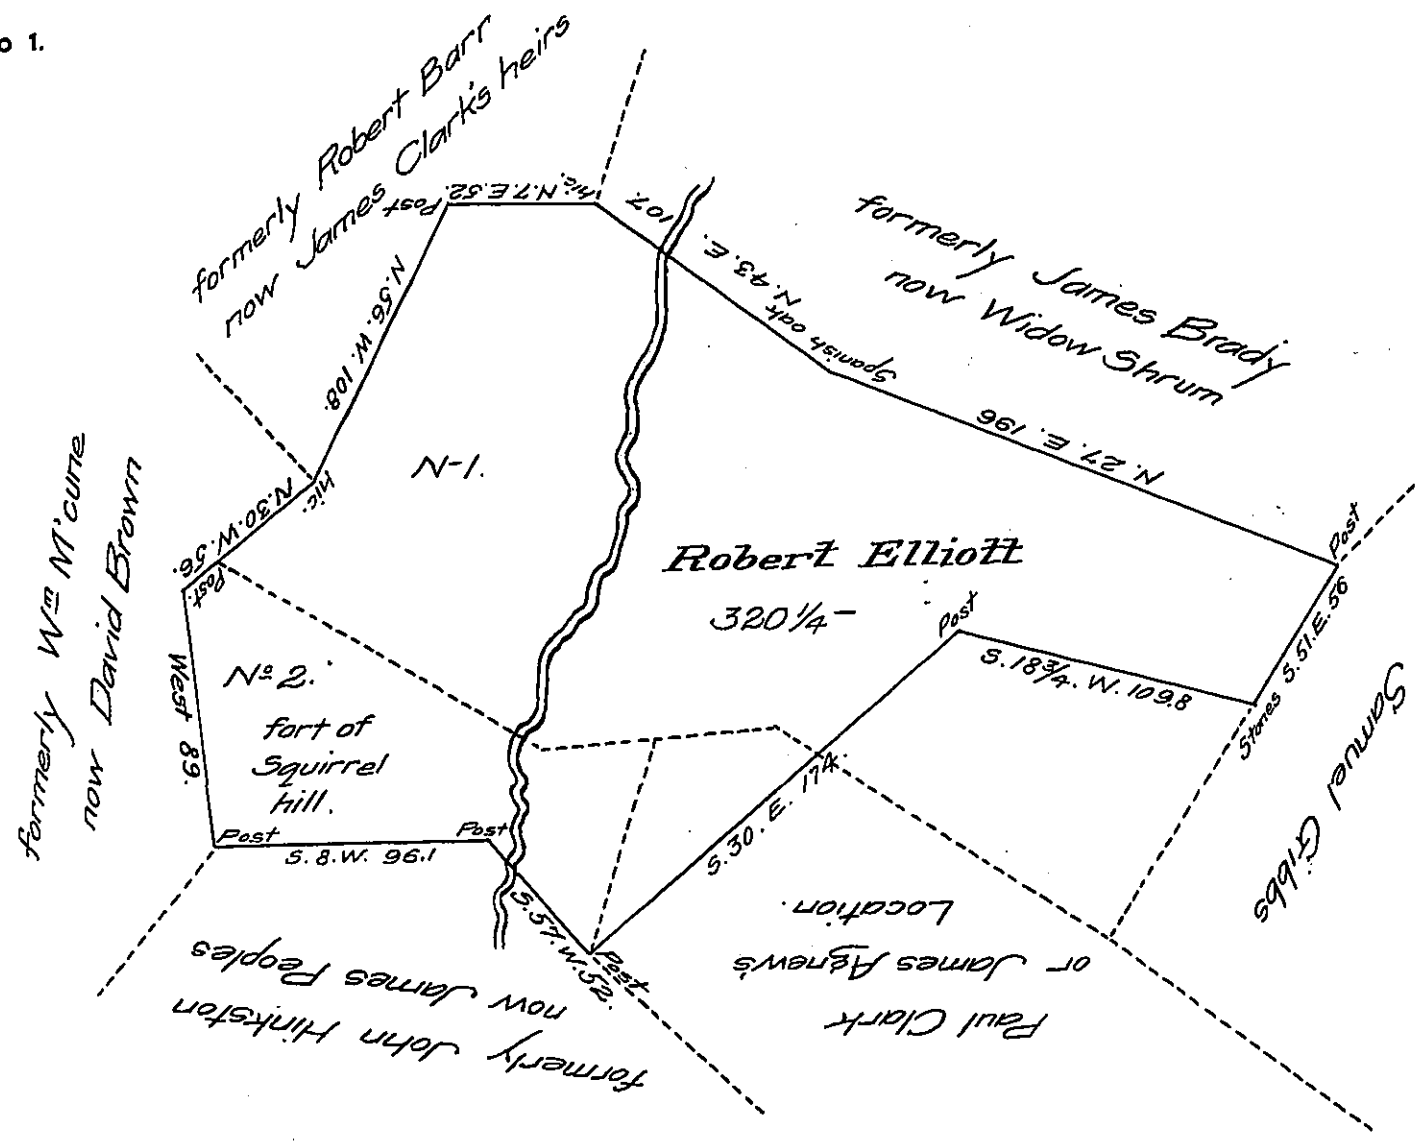 o 1.
formerly Robert Barr
now James Clark's heirs
hic. N.7.E.52.
Post
107.
N.43.E.
Spanish oak
formerly James Brady
now Widow Shrum
N.27.E.196
N.56.W.108.
N-1.
hic.
N.30.W.56.
Post.
formerly Wm M'cune
now David Brown
Robert Elliott
320 1/4 -
Post
Post
S.51.E.56
Stones
S.18 3/4.W.109.8
Samuel Gibbs
No 2.
fort of
Squirrel
hill.
West 89.
Post
Post
S.8.W. 96.1
S.30.E. 174.
S.57.W.52.
Post
Paul Clark
or James Agnew's
Location.
formerly John Hinkston
now James Peoples